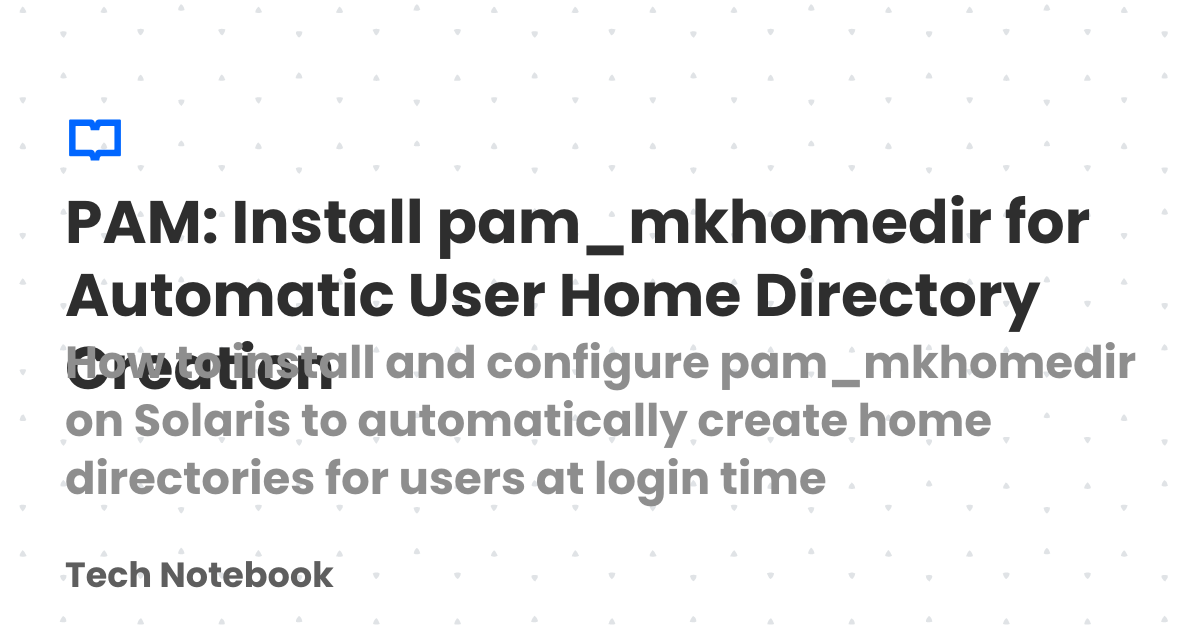 PAM: Install pam_mkhomedir for
Automatic User Home Directory
Creation
How to install and configure pam_mkhomedir
on Solaris to automatically create home
directories for users at login time
Tech Notebook